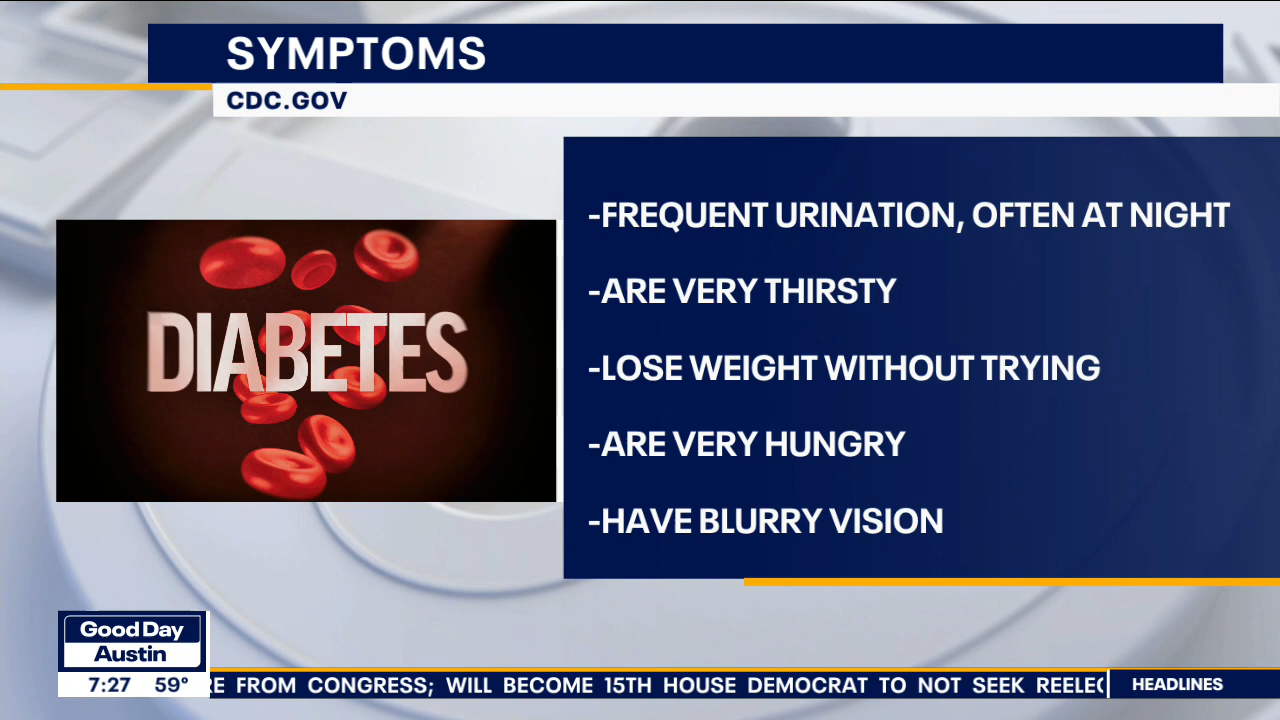 SYMPTOMS
CDC.GOV
DIABETES
-FREQUENT URINATION, OFTEN AT NIGHT
-ARE VERY THIRSTY
-LOSE WEIGHT WITHOUT TRYING
-ARE VERY HUNGRY
-HAVE BLURRY VISION
Good Day
Austin
7:27 59°
FROM CONGRESS; WILL BECOME 15TH HOUSE DEMOCRAT TO NOT SEEK
HEADLINES